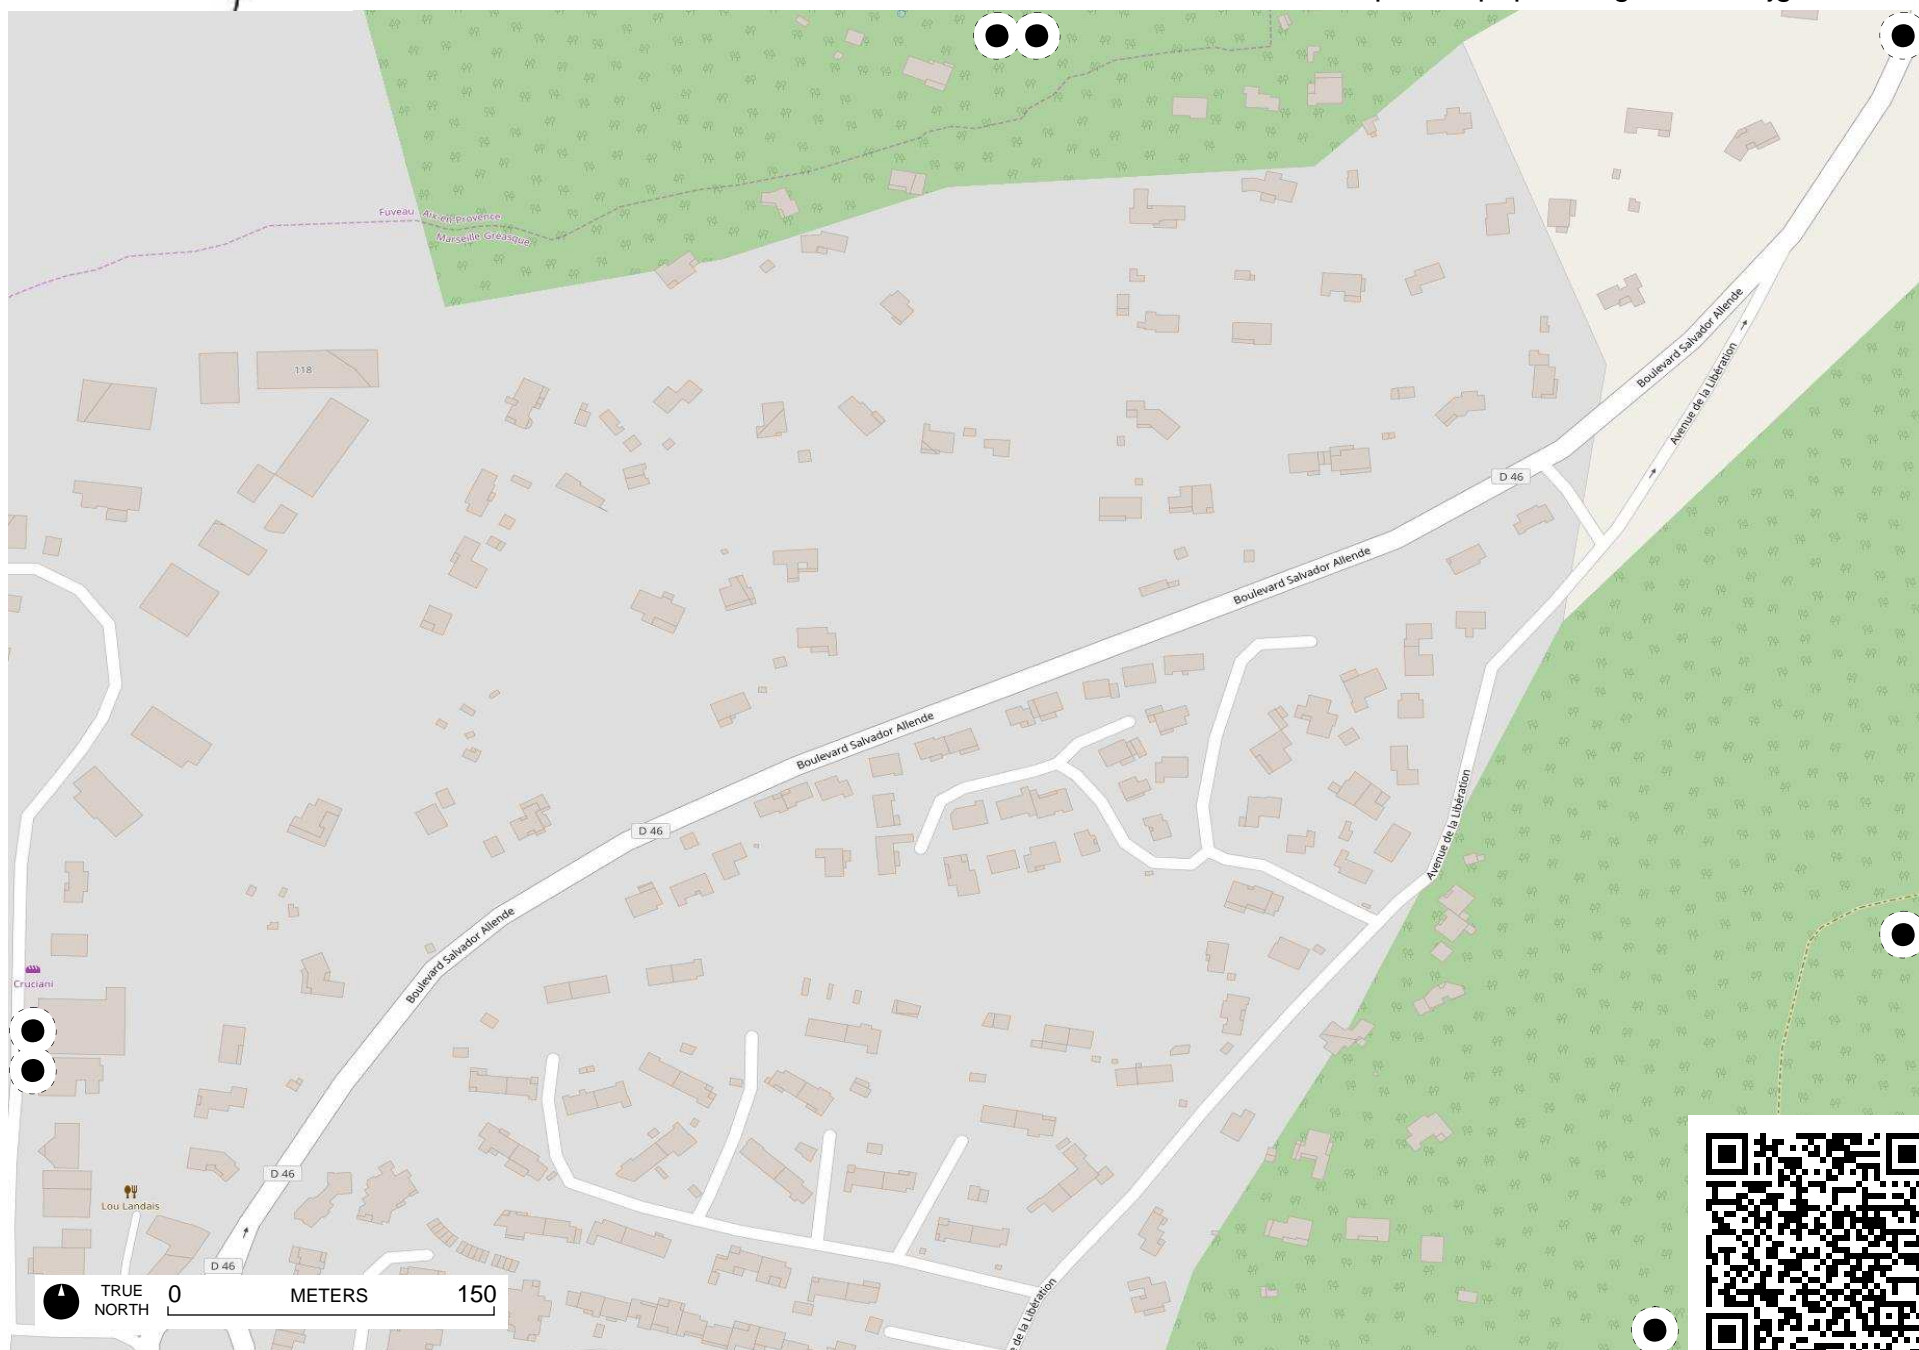 Fuveau
Aix-en-Provence
Marseille
Gréasque
118
Boulevard Salvador Allende
Avenue de la Libération
D 46
Boulevard Salvador Allende
Boulevard Salvador Allende
D 46
Avenue de la Libération
Boulevard Salvador Allende
Cruciani
D 46
Lou Landais
D 46
TRUE
NORTH
0 METERS 150
de la Libération